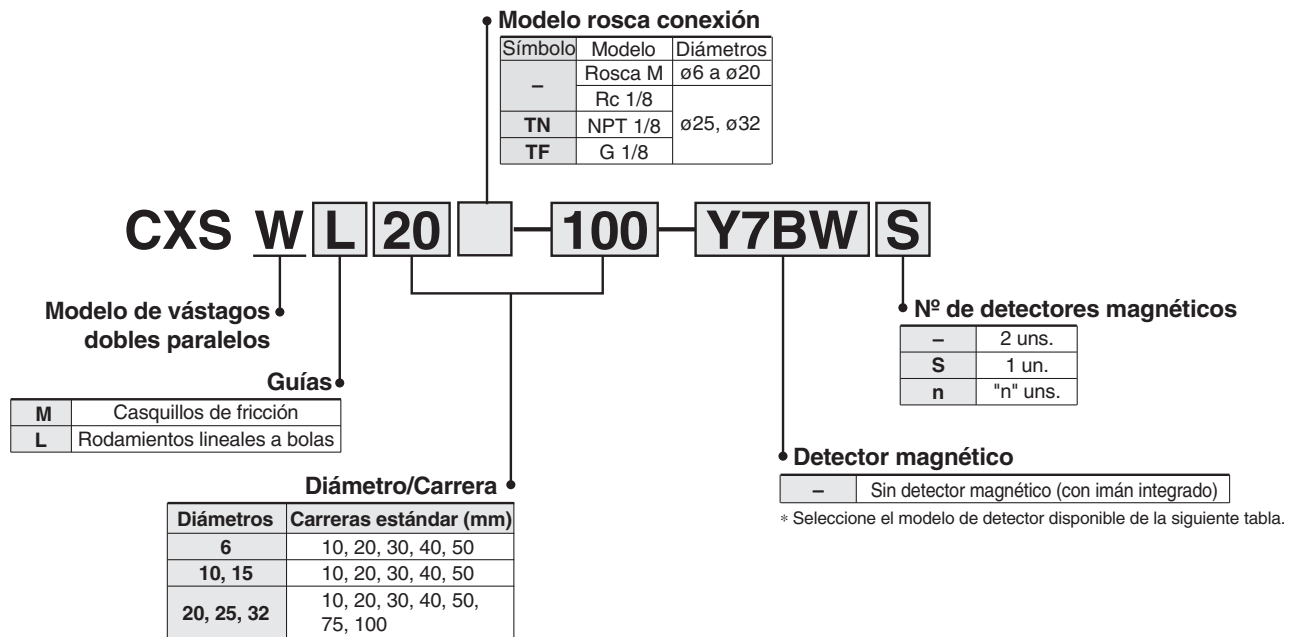 Modelo rosca conexión
Símbolo Modelo Diámetros
– Rosca M ø6 a ø20
Rc 1/8 ø25, ø32
TN NPT 1/8
TF G 1/8
CXS W L 20 – 100 – Y7BW S
Modelo de vástagos
dobles paralelos
Guías
M Casquillos de fricción
L Rodamientos lineales a bolas
Diámetro/Carrera
Diámetros Carreras estándar (mm)
6 10, 20, 30, 40, 50
10, 15 10, 20, 30, 40, 50
20, 25, 32 10, 20, 30, 40, 50,
75, 100
Nº de detectores magnéticos
– 2 uns.
S 1 un.
n "n" uns.
Detector magnético
– Sin detector magnético (con imán integrado)
* Seleccione el modelo de detector disponible de la siguiente tabla.